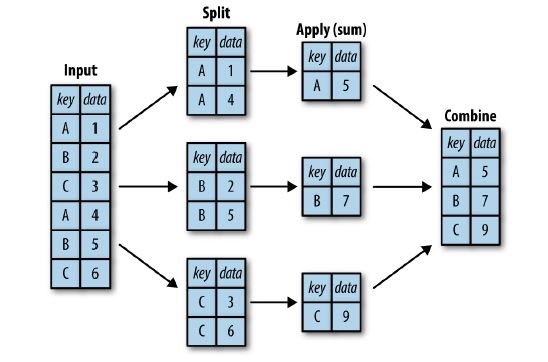 Input
key data
A 1
B 2
C 3
A 4
B 5
C 6
Split
key data
A 1
A 4
key data
B 2
B 5
key data
C 3
C 6
Apply (sum)
key data
A 5
key data
B 7
key data
C 9
Combine
key data
A 5
B 7
C 9